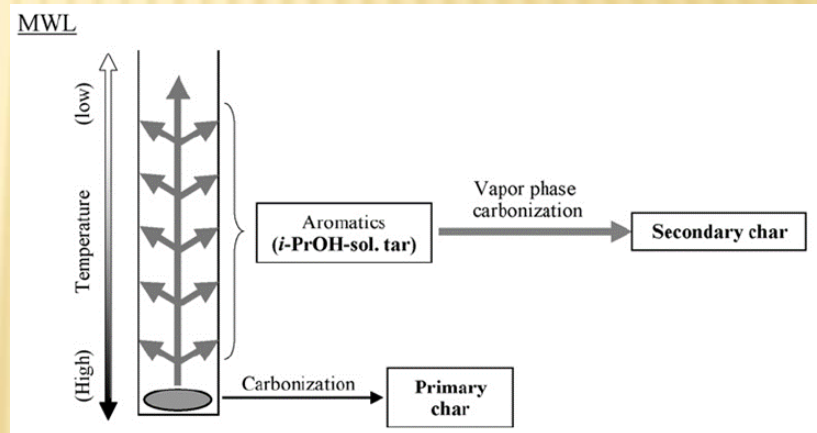 MWL
(low)
Temperature
(High)
Aromatics
(i-PrOH-sol. tar)
Vapor phase
carbonization
Secondary char
Carbonization
Primary
char